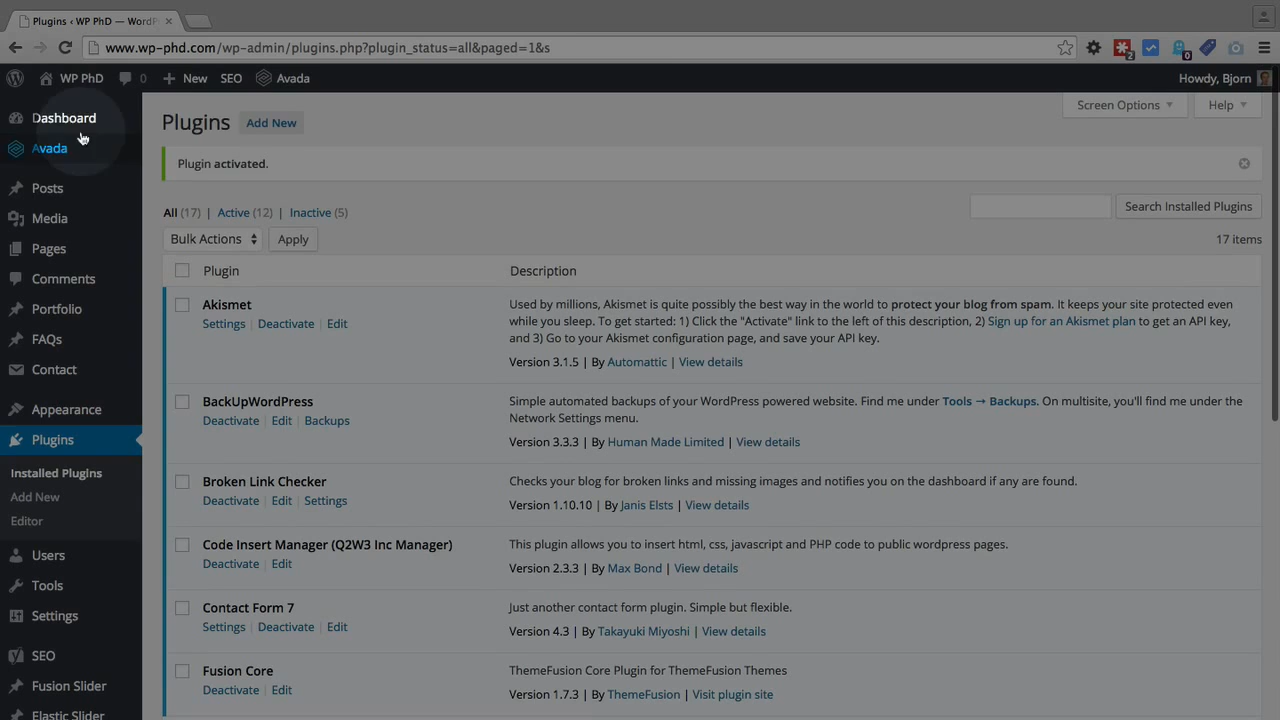 Plugins ‹ WP PhD — WordPr
www.wp-phd.com/wp-admin/plugins.php?plugin_status=all&paged=1&s
2
0
WP PhD 0 New SEO Avada Howdy, Bjorn
Dashboard
Avada
Posts
Media
Pages
Comments
Portfolio
FAQs
Contact
Appearance
Plugins
Installed Plugins
Add New
Editor
Users
Tools
Settings
SEO
Fusion Slider
Elastic Slider
Screen Options Help
Plugins Add New
Plugin activated.
All (17) | Active (12) | Inactive (5)
Search Installed Plugins
Bulk Actions Apply 17 items
Plugin Description
Akismet
Settings | Deactivate | Edit
Used by millions, Akismet is quite possibly the best way in the world to protect your blog from spam. It keeps your site protected even
while you sleep. To get started: 1) Click the "Activate" link to the left of this description, 2) Sign up for an Akismet plan to get an API key,
and 3) Go to your Akismet configuration page, and save your API key.
Version 3.1.5 | By Automattic | View details
BackUpWordPress
Deactivate | Edit | Backups
Simple automated backups of your WordPress powered website. Find me under Tools → Backups. On multisite, you'll find me under the
Network Settings menu.
Version 3.3.3 | By Human Made Limited | View details
Broken Link Checker
Deactivate | Edit | Settings
Checks your blog for broken links and missing images and notifies you on the dashboard if any are found.
Version 1.10.10 | By Janis Elsts | View details
Code Insert Manager (Q2W3 Inc Manager)
Deactivate | Edit
This plugin allows you to insert html, css, javascript and PHP code to public wordpress pages.
Version 2.3.3 | By Max Bond | View details
Contact Form 7
Settings | Deactivate | Edit
Just another contact form plugin. Simple but flexible.
Version 4.3 | By Takayuki Miyoshi | View details
Fusion Core
Deactivate | Edit
ThemeFusion Core Plugin for ThemeFusion Themes
Version 1.7.3 | By ThemeFusion | Visit plugin site